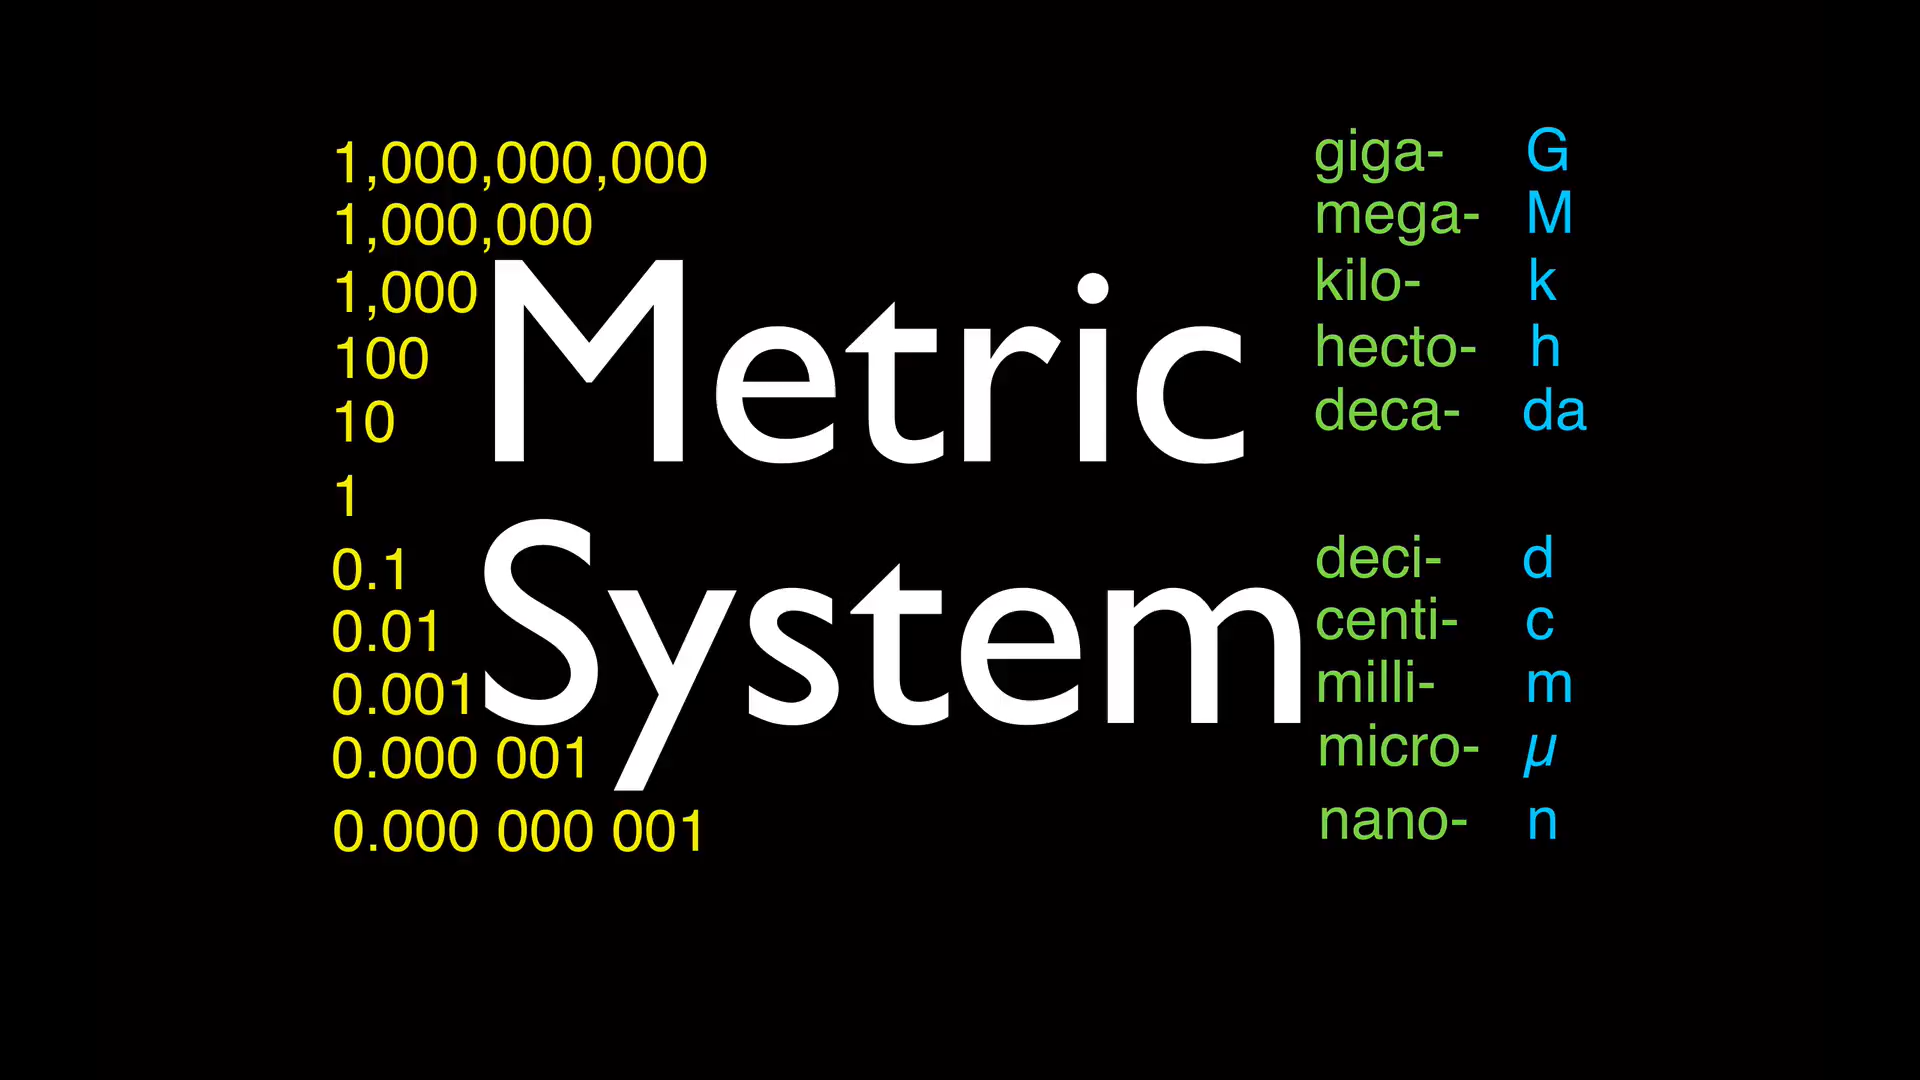 1,000,000,000 giga- G
1,000,000 mega- M
1,000 kilo- k
100 hecto- h
10 deca- da
Metric
1
0.1 deci- d
0.01 centi- c
System
0.001 milli- m
0.000 001 micro- µ
0.000 000 001 nano- n